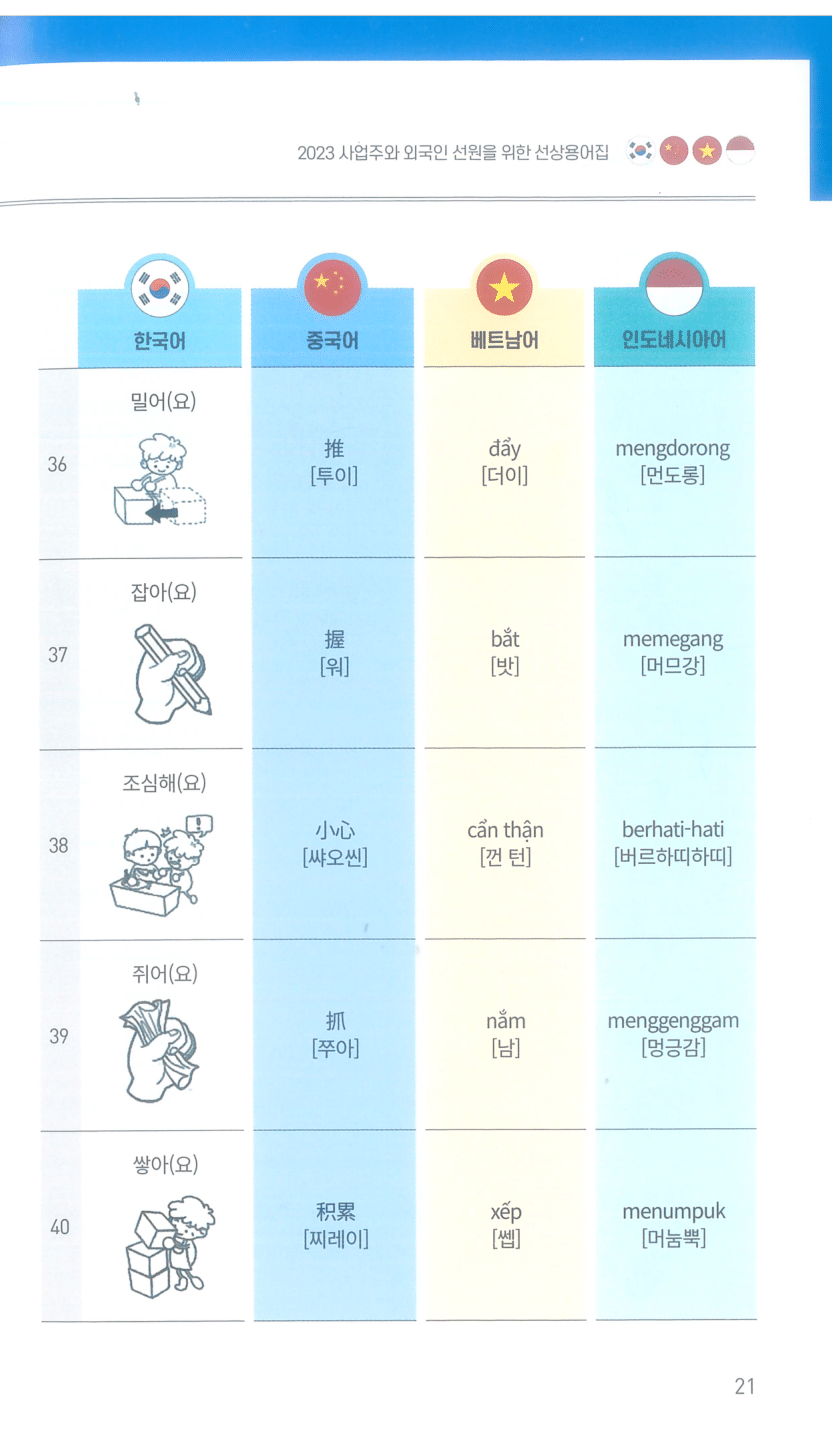 2023 사업주와 외국인 선원을 위한 선상용어집
한국어 중국어 베트남어 인도네시아어
36
밀어(요)
推
[투이]
đẩy
[더이]
mengdorong
[먼도롱]
37
잡아(요)
握
[워]
bắt
[밧]
memegang
[머므강]
38
조심해(요)
!
小心
[쌰오씬]
cẩn thận
[껀 턴]
berhati-hati
[버르하띠하띠]
39
쥐어(요)
抓
[쭈아]
nắm
[남]
menggenggam
[멍긍감]
40
쌓아(요)
积累
[찌레이]
xếp
[쎕]
menumpuk
[머눔뿍]
21